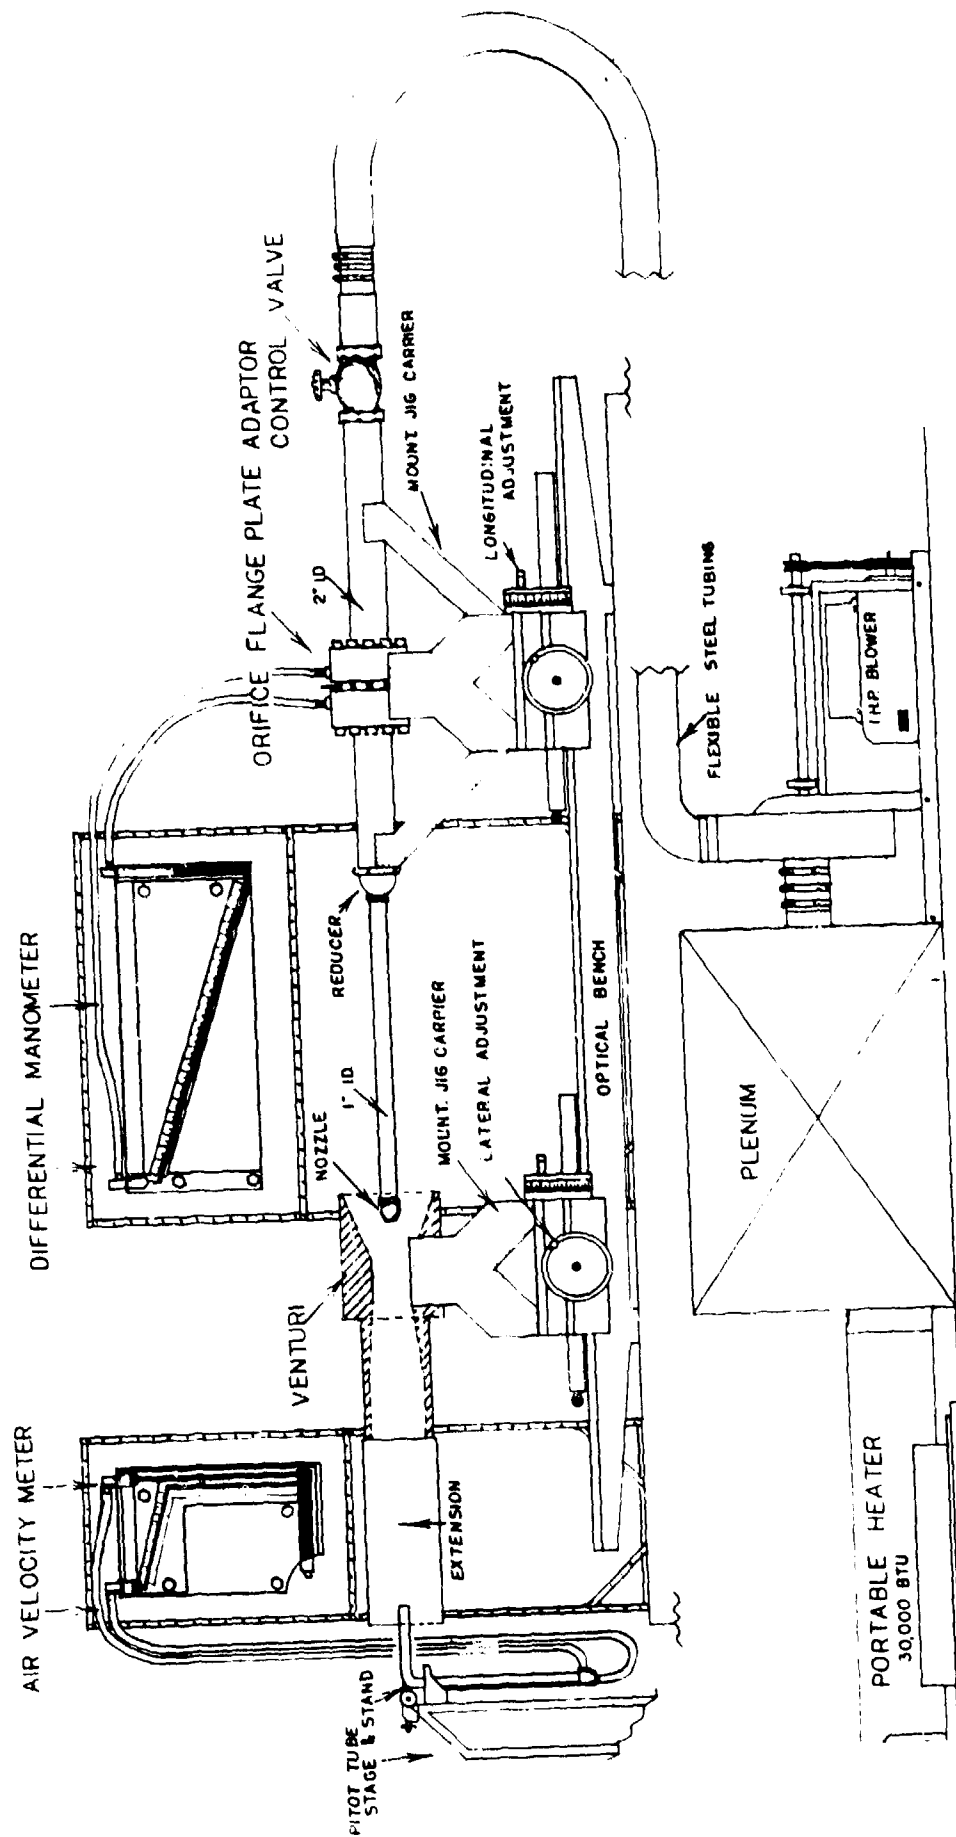 DIFFERENTIAL MANOMETER
AIR VELOCITY METER
ORIFICE FLANGE PLATE ADAPTOR
CONTROL VALVE
2" ID
MOUNT. JIG CARRIER
LONGITUDINAL
ADJUSTMENT
REDUCER
1" ID
NOZZLE
VENTURI
EXTENSION
PITOT TUBE
STAGE & STAND
MOUNT. JIG CARPIER
LATERAL ADJUSTMENT
OPTICAL BENCH
FLEXIBLE STEEL TUBING
1 H.P. BLOWER
PLENUM
PORTABLE HEATER
30,000 BTU